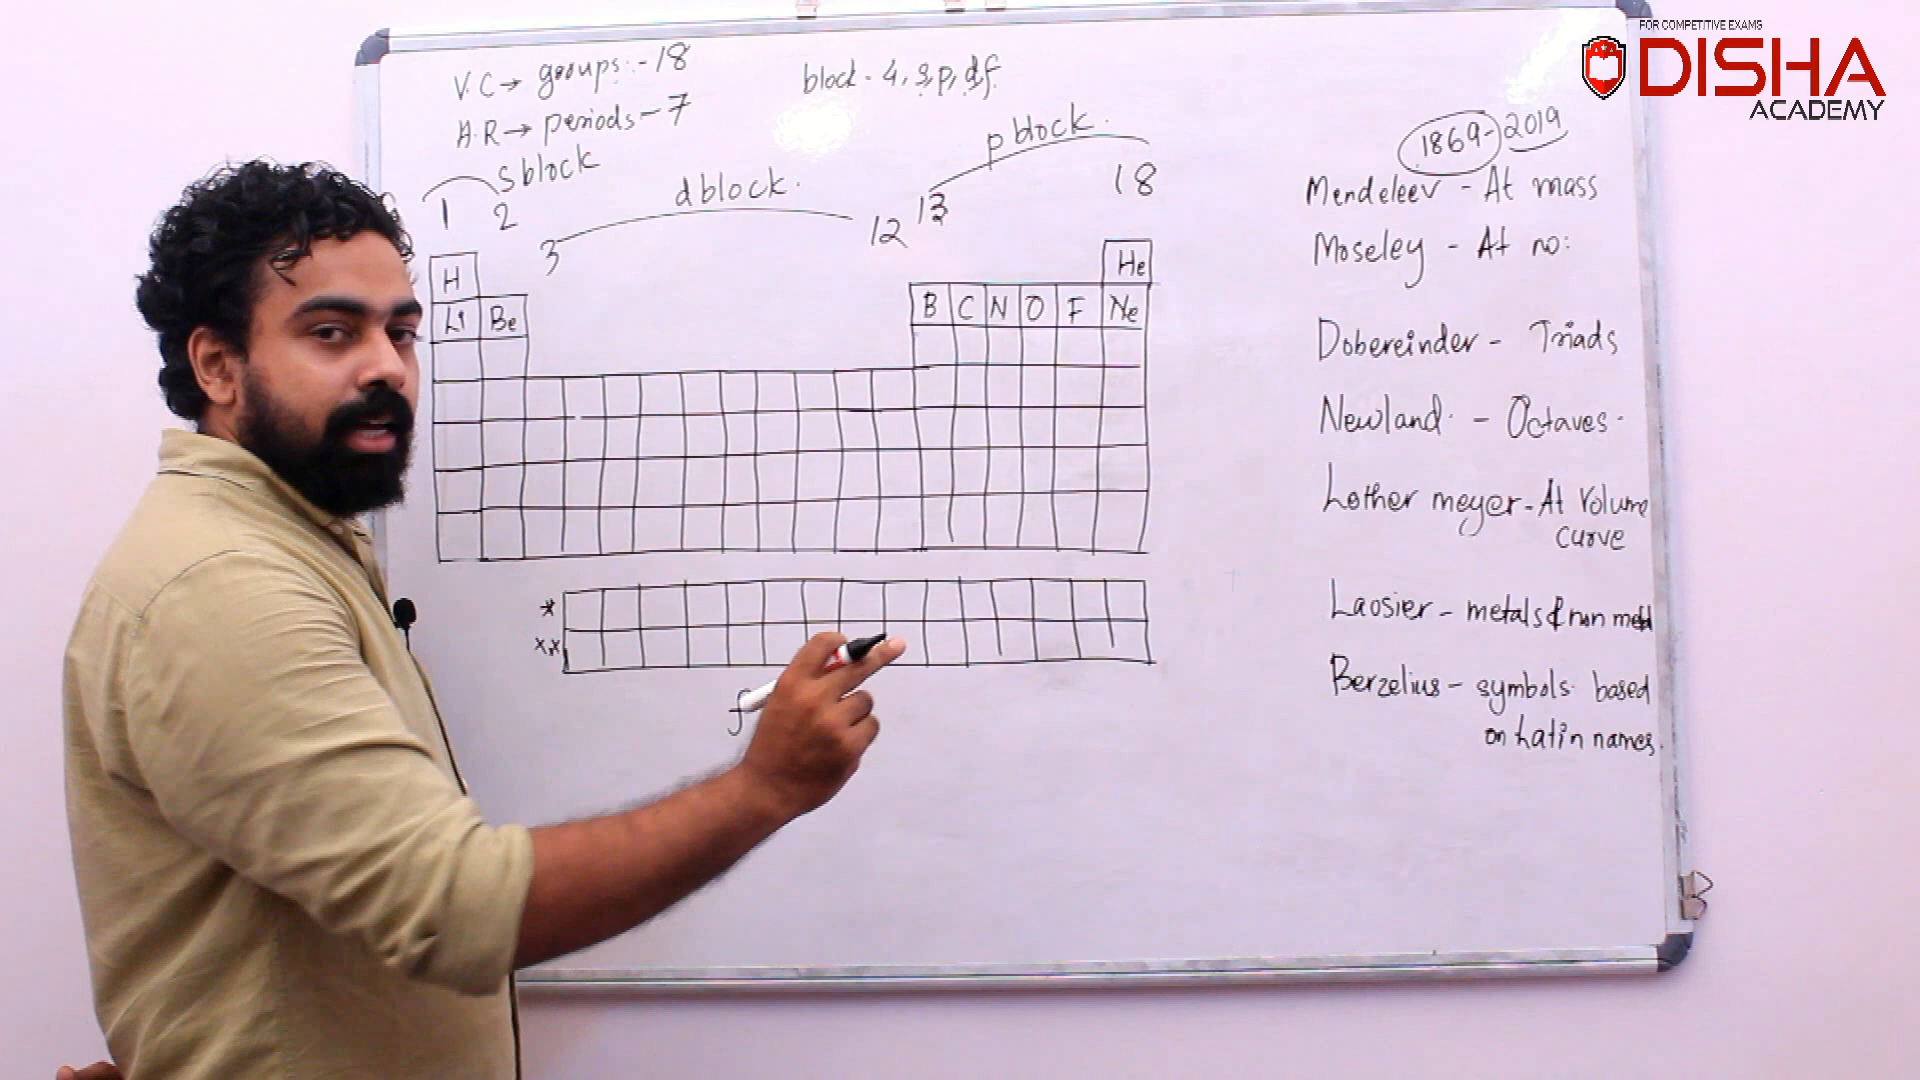 FOR COMPETITIVE EXAMS
DISHA
ACADEMY
V.C → groups:-18
A.R → periods-7
block-4, s,p,d,f
s block
d block.
p block.
1 2 3 12 13 18
H He
Li Be B C N O F Ne
*
**
f
1869-2019
Mendeleev - At mass
Moseley - At no:
Dobereinder - Triads
Newland. - Octaves.
Lother meyer - At volume
curve
Laosier - metals & non metal
Berzelius - symbols based
on Latin names.